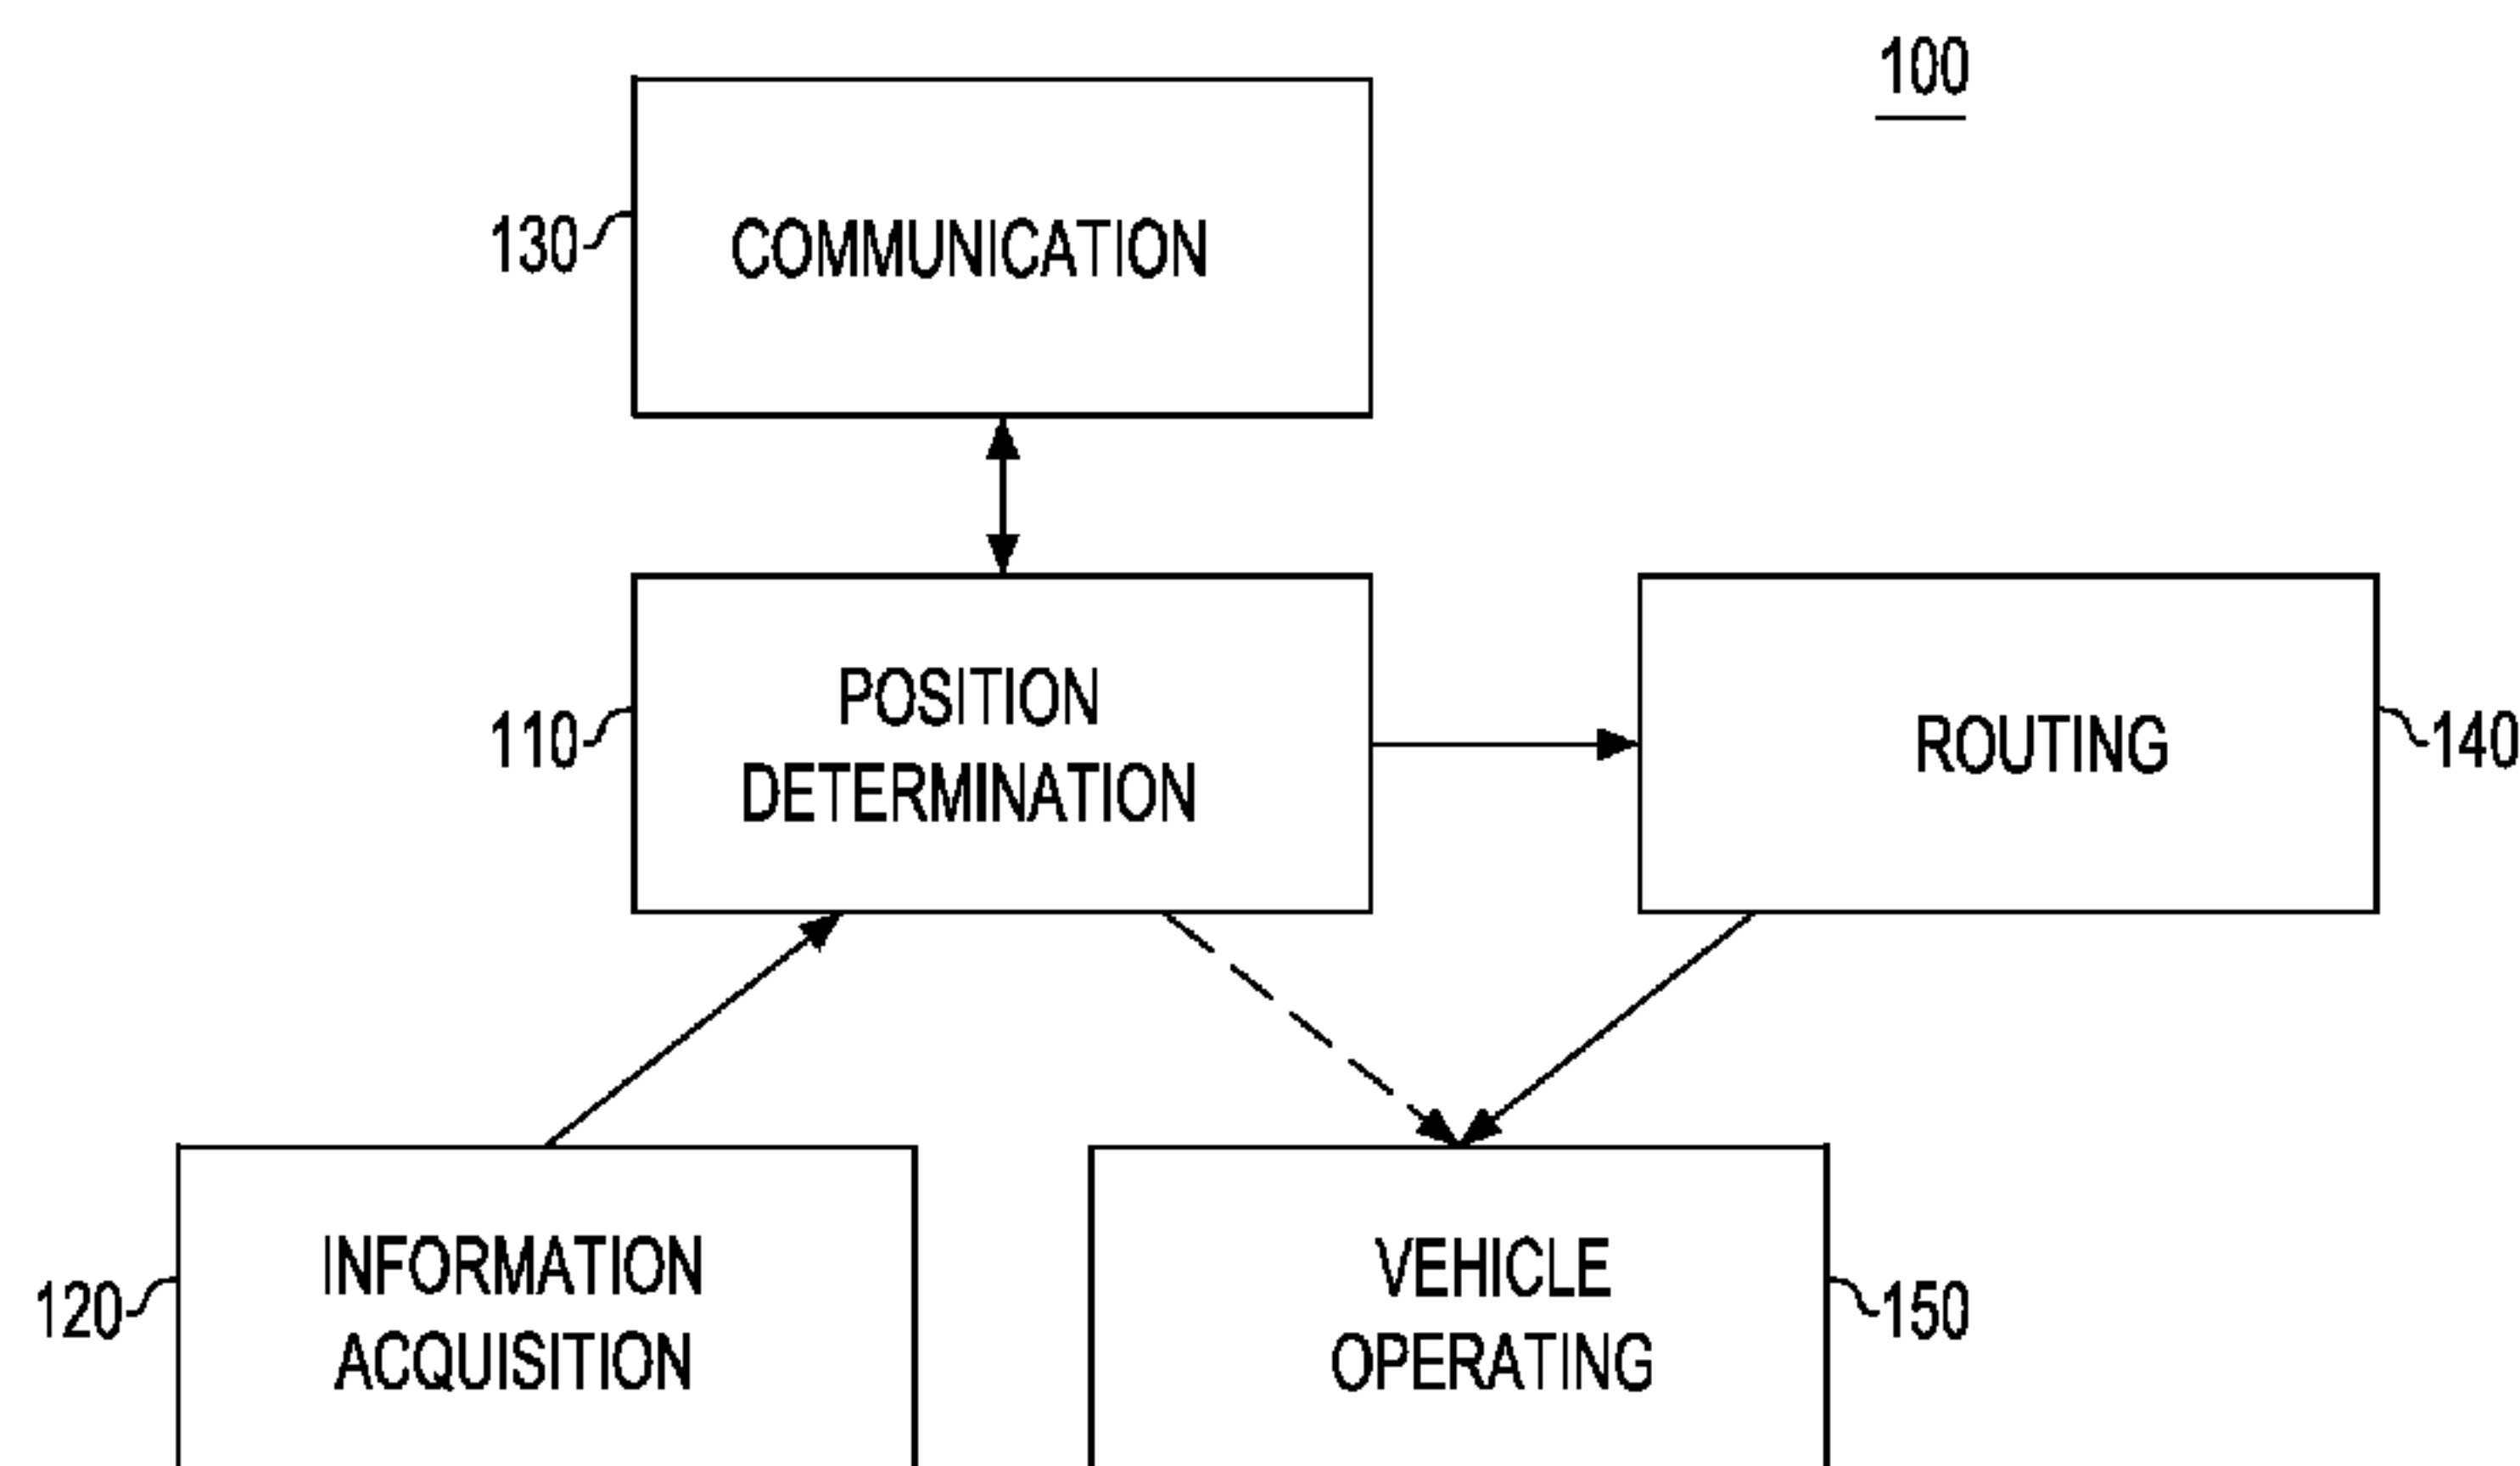 100
130
COMMUNICATION
110
POSITION
DETERMINATION
ROUTING
140
120
INFORMATION
ACQUISITION
VEHICLE
OPERATING
150